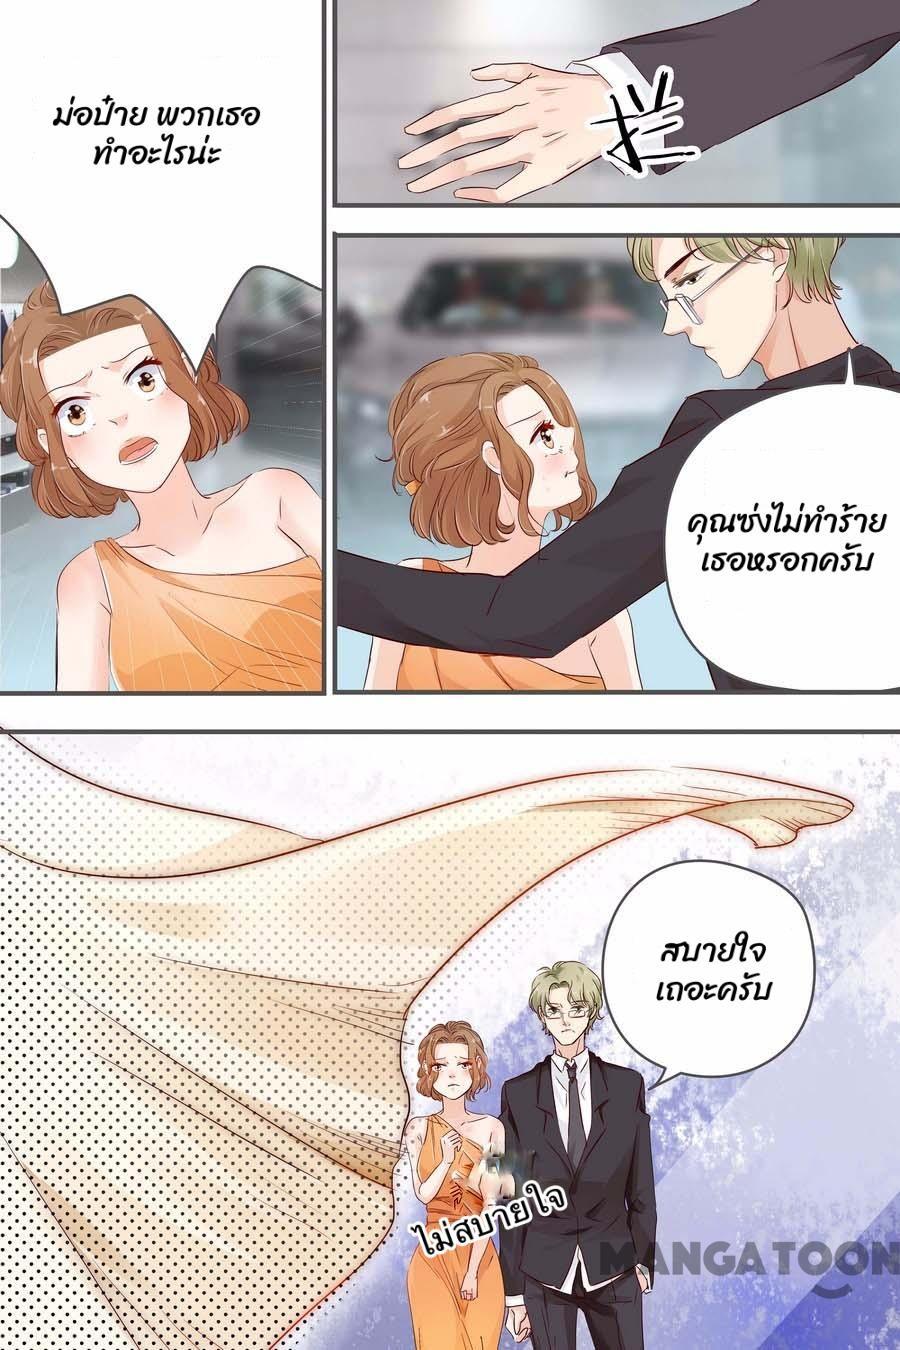 ม่อป๋าย พวกเธอ
ทำอะไรน่ะ
คุณซ่งไม่ทำร้าย
เธอหรอกครับ
สบายใจ
เถอะครับ
ไม่สบายใจ
MANGATOON